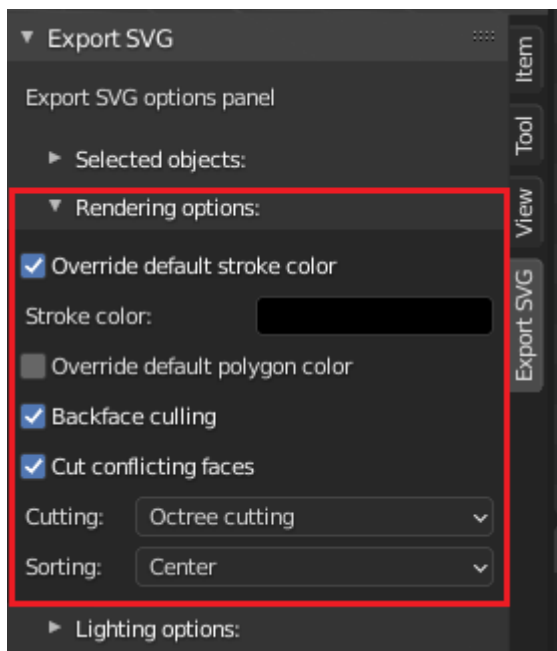 Export SVG
Export SVG options panel
Selected objects:
Rendering options:
Override default stroke color
Stroke color:
Override default polygon color
Backface culling
Cut conflicting faces
Cutting: Octree cutting
Sorting: Center
Lighting options:
Item
Tool
View
Export SVG